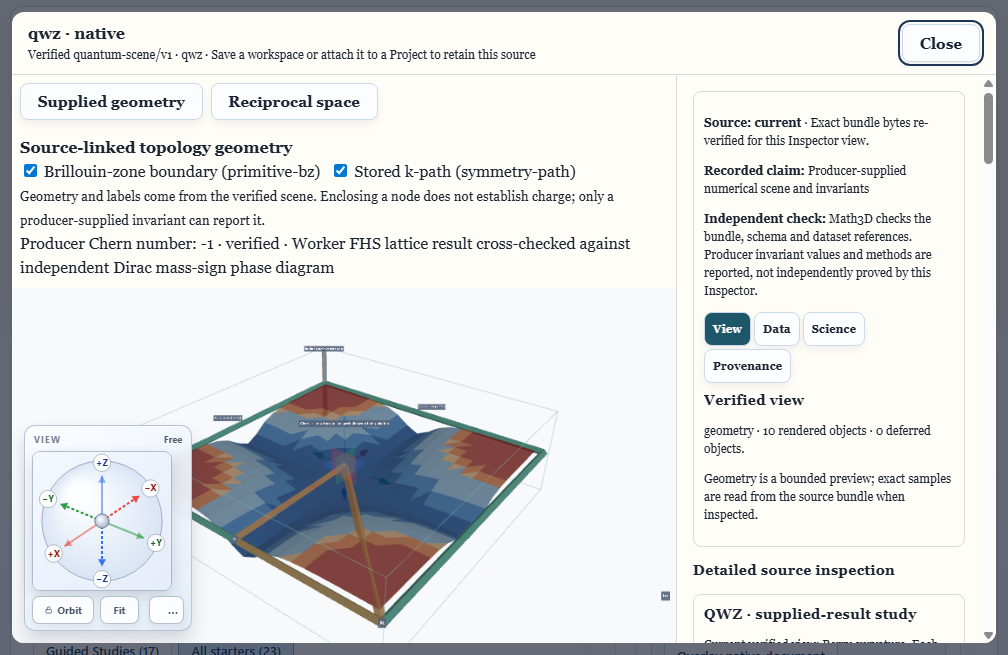 qwz · native
Verified quantum-scene/v1 · qwz · Save a workspace or attach it to a Project to retain this source
Close
Supplied geometry
Reciprocal space
Source-linked topology geometry
Brillouin-zone boundary (primitive-bz)
Stored k-path (symmetry-path)
Geometry and labels come from the verified scene. Enclosing a node does not establish charge; only a
producer-supplied invariant can report it.
Producer Chern number: -1 · verified · Worker FHS lattice result cross-checked against
independent Dirac mass-sign phase diagram
VIEW
Free
+Z
−X
−Y
+Y
+X
−Z
Orbit
Fit
...
Source: current · Exact bundle bytes re-
verified for this Inspector view.
Recorded claim: Producer-supplied
numerical scene and invariants
Independent check: Math3D checks the
bundle, schema and dataset references.
Producer invariant values and methods are
reported, not independently proved by this
Inspector.
View
Data
Science
Provenance
Verified view
geometry · 10 rendered objects · 0 deferred
objects.
Geometry is a bounded preview; exact samples
are read from the source bundle when
inspected.
Detailed source inspection
QWZ · supplied-result study
Guided Studies (17)
All starters (23)